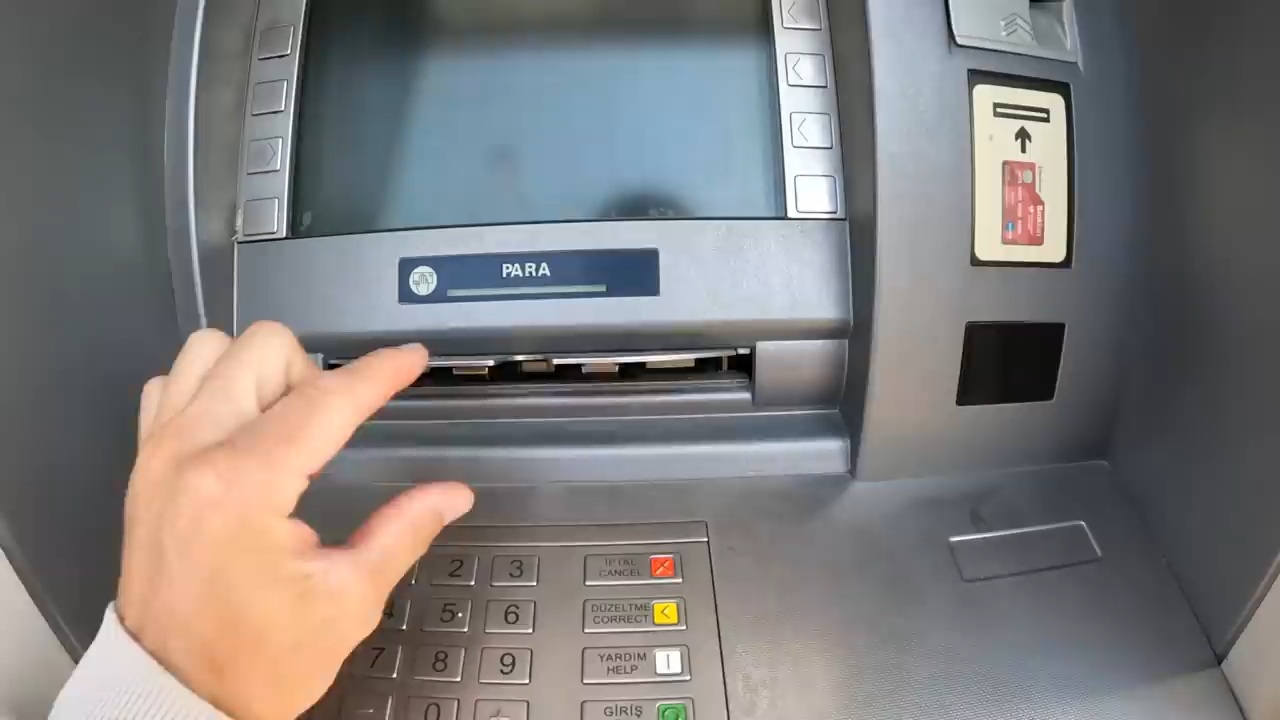 PARA
2
3
İPTAL
CANCEL
4
5
6
DÜZELTME
CORRECT
7
8
9
YARDIM
HELP
0
GİRİŞ